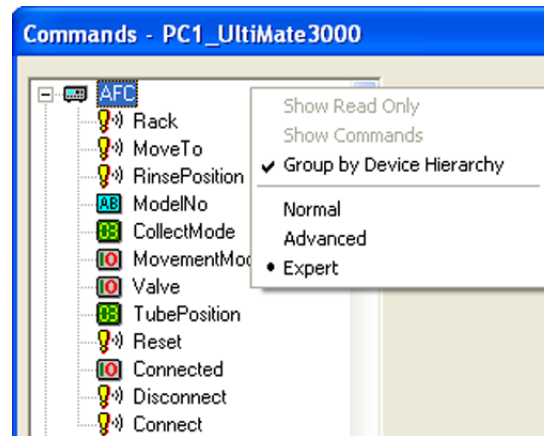 Commands - PC1_UltiMate3000
AFC
Rack
MoveTo
RinsePosition
AB ModelNo
03 CollectMode
IO MovementMo
IO Valve
03 TubePosition
Reset
IO Connected
Disconnect
Connect
Show Read Only
Show Commands
Group by Device Hierarchy
Normal
Advanced
Expert